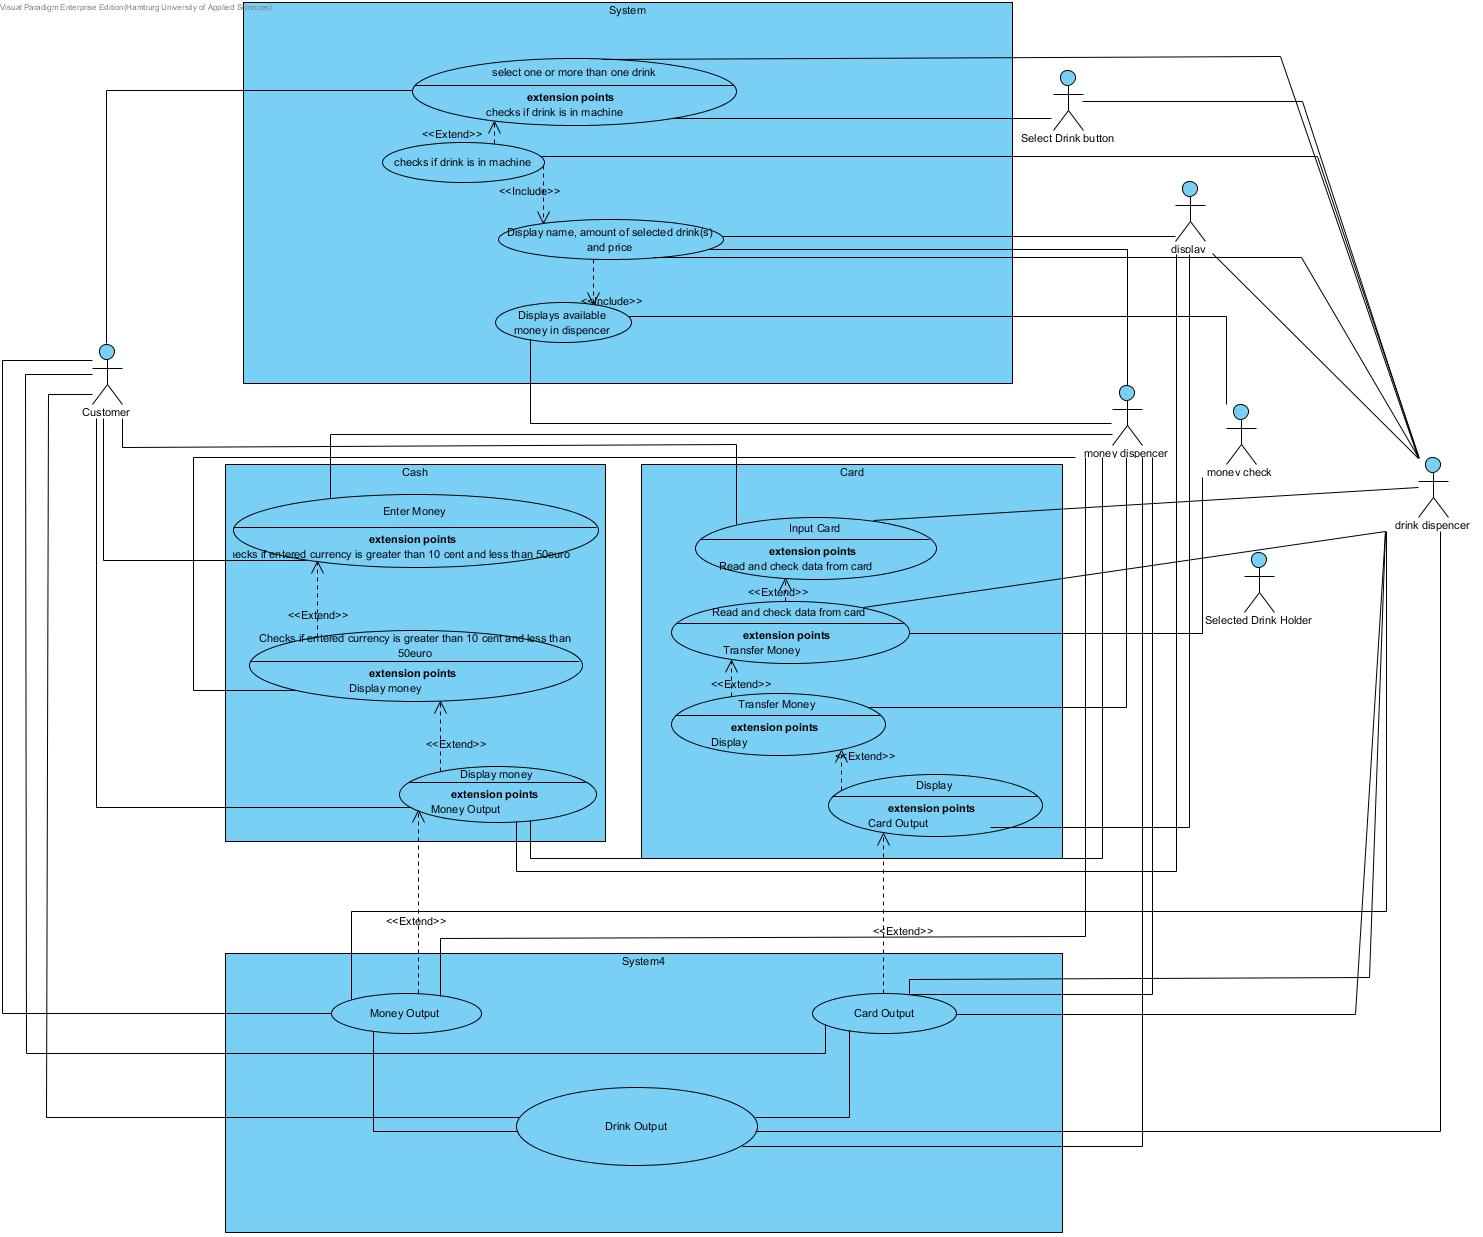 Visual Paradigm Enterprise Edition(Hamburg University of Applied Sciences)
System
select one or more than one drink
extension points
checks if drink is in machine
<<Extend>>
Select Drink button
checks if drink is in machine
<<Include>>
Display name, amount of selected drink(s)
and price
display
<<Include>>
Displays available
money in dispencer
Customer
money dispencer
money check
drink dispencer
Selected Drink Holder
Cash
Enter Money
extension points
ecks if entered currency is greater than 10 cent and less than 50euro
<<Extend>>
Checks if entered currency is greater than 10 cent and less than
50euro
extension points
Display money
<<Extend>>
Display money
extension points
Money Output
Card
Input Card
extension points
Read and check data from card
<<Extend>>
Read and check data from card
extension points
Transfer Money
<<Extend>>
Transfer Money
extension points
Display
<<Extend>>
Display
extension points
Card Output
<<Extend>>
<<Extend>>
System4
Money Output
Card Output
Drink Output